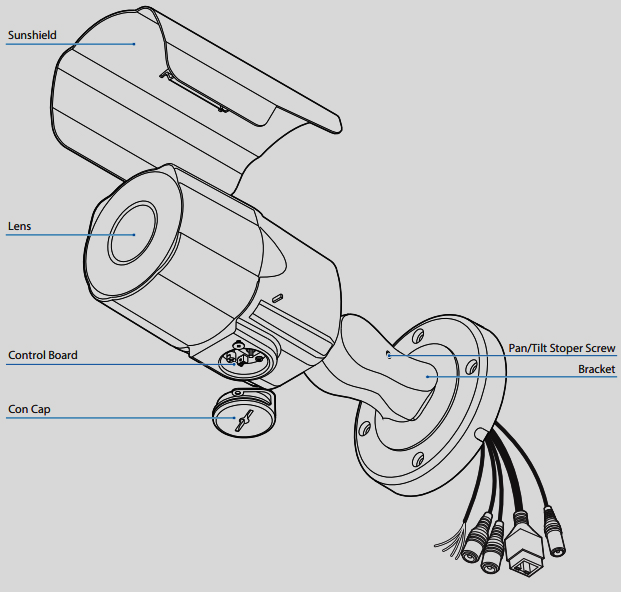 Sunshield
Lens
Pan/Tilt Stoper Screw
Control Board
Bracket
Con Cap